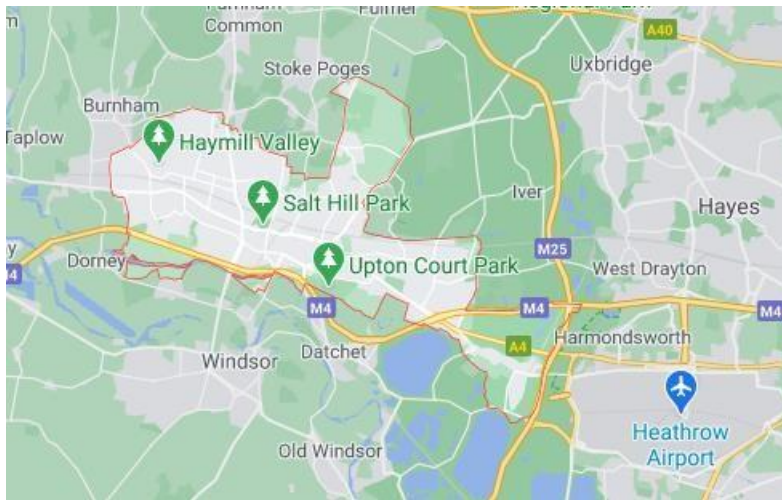 Farnham
Common
Fulmer
A40
Uxbridge
Stoke Poges
Burnham
Taplow
Haymill Valley
Salt Hill Park
Iver
Hayes
M25
Upton Court Park
Dorney
West Drayton
M4
M4
M4
Harmondsworth
A4
Datchet
Windsor
Heathrow
Airport
Old Windsor